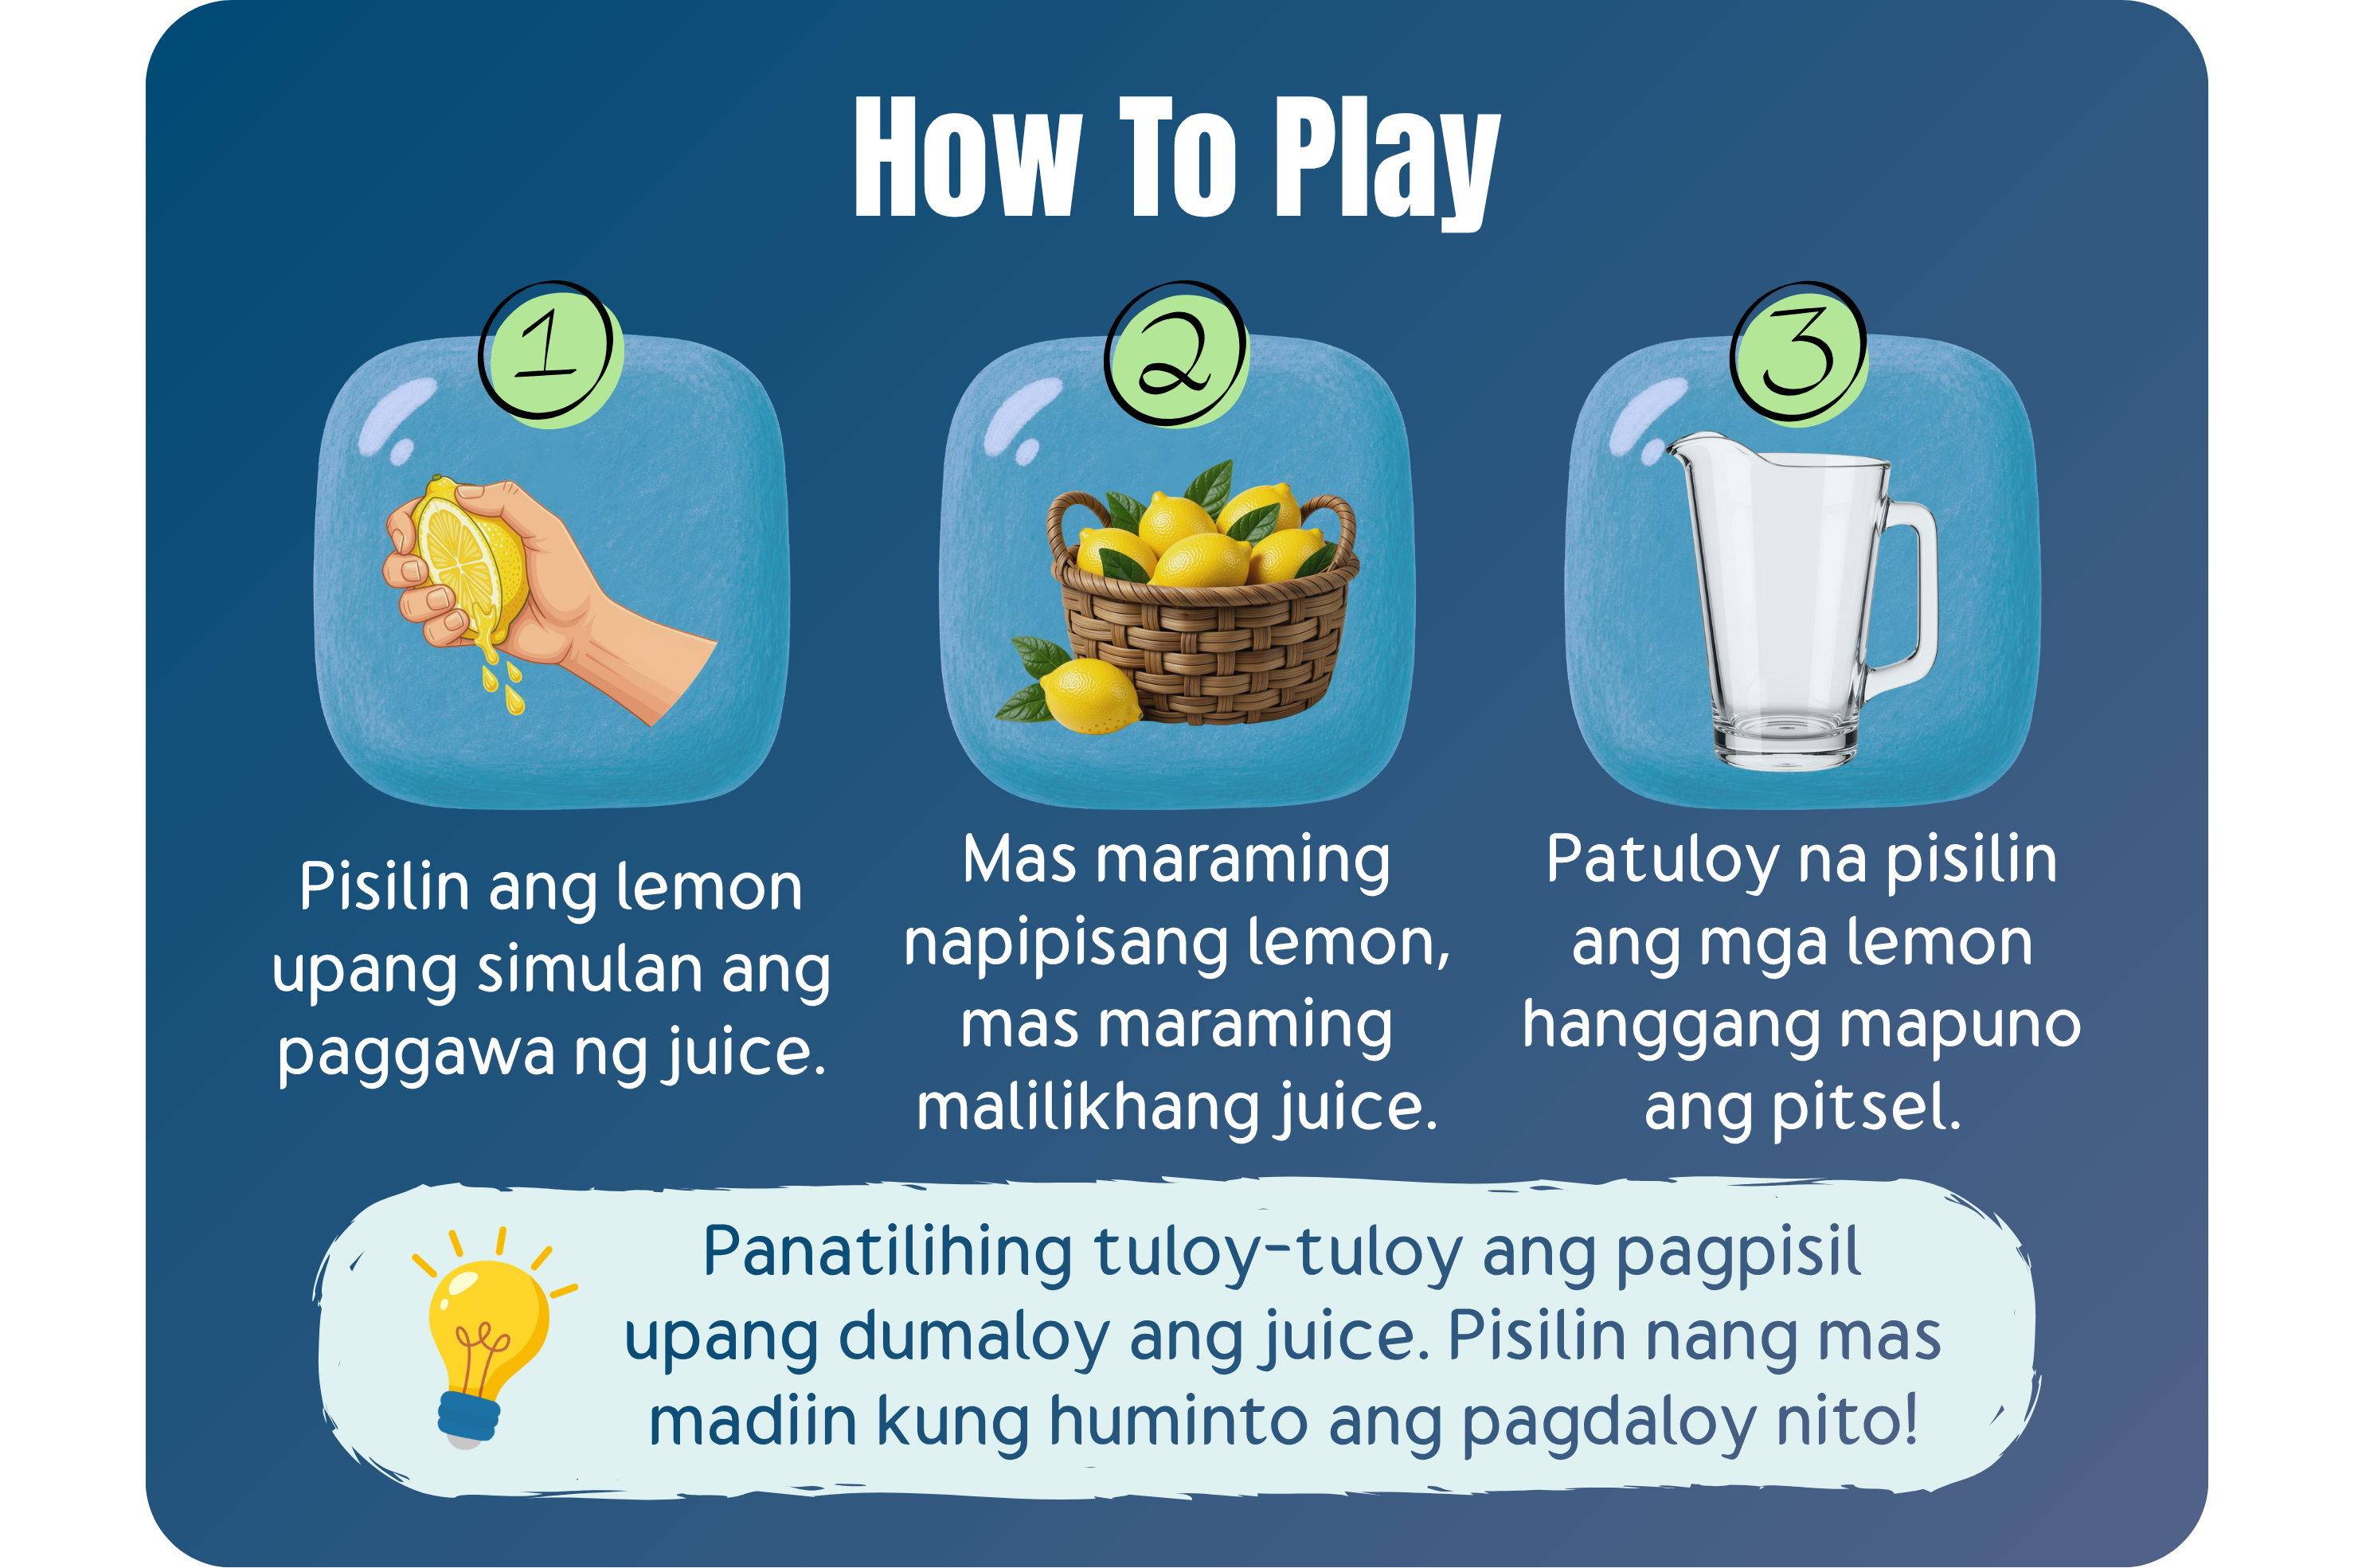 How To Play
1
Pisilin ang lemon
upang simulan ang
paggawa ng juice.
2
Mas maraming
napipisang lemon,
mas maraming
malilikhang juice.
3
Patuloy na pisilin
ang mga lemon
hanggang mapuno
ang pitsel.
Panatilihing tuloy-tuloy ang pagpisil
upang dumaloy ang juice. Pisilin nang mas
madiin kung huminto ang pagdaloy nito!